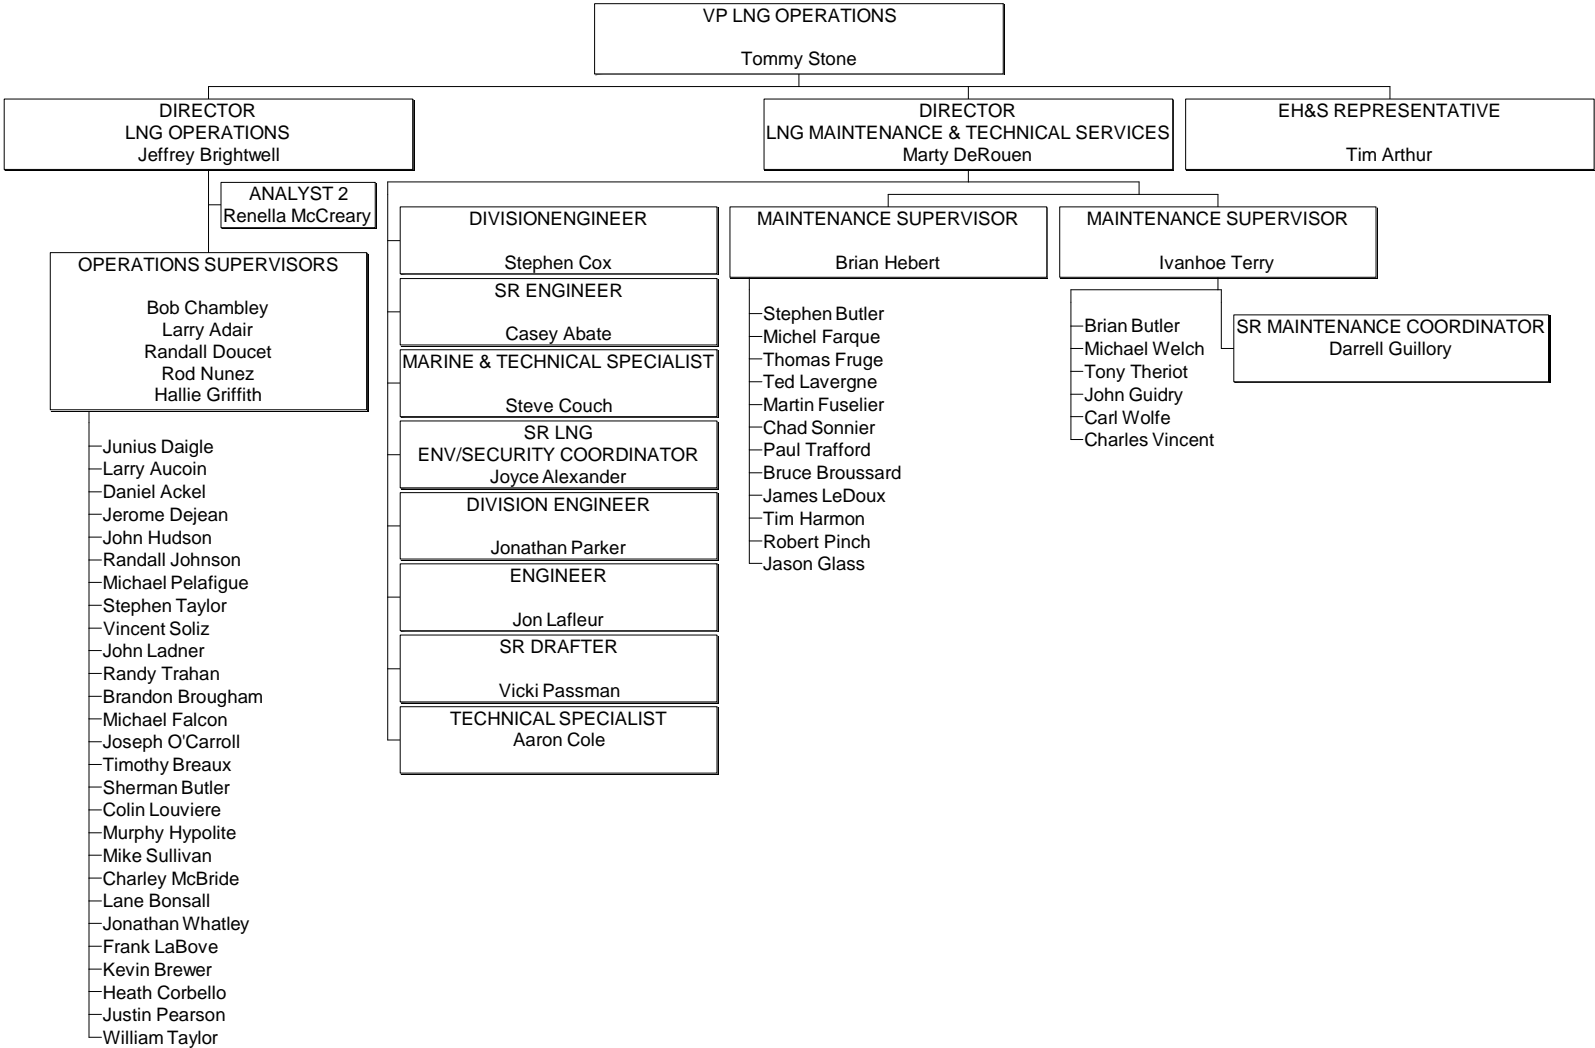 VP LNG OPERATIONS
Tommy Stone
DIRECTOR
LNG OPERATIONS
Jeffrey Brightwell
DIRECTOR
LNG MAINTENANCE & TECHNICAL SERVICES
Marty DeRouen
EH&S REPRESENTATIVE
Tim Arthur
ANALYST 2
Renella McCreary
OPERATIONS SUPERVISORS
Bob Chambley
Larry Adair
Randall Doucet
Rod Nunez
Hallie Griffith
Junius Daigle
Larry Aucoin
Daniel Ackel
Jerome Dejean
John Hudson
Randall Johnson
Michael Pelafigue
Stephen Taylor
Vincent Soliz
John Ladner
Randy Trahan
Brandon Brougham
Michael Falcon
Joseph O'Carroll
Timothy Breaux
Sherman Butler
Colin Louviere
Murphy Hypolite
Mike Sullivan
Charley McBride
Lane Bonsall
Jonathan Whatley
Frank LaBove
Kevin Brewer
Heath Corbello
Justin Pearson
William Taylor
DIVISIONENGINEER
Stephen Cox
SR ENGINEER
Casey Abate
MARINE & TECHNICAL SPECIALIST
Steve Couch
SR LNG
ENV/SECURITY COORDINATOR
Joyce Alexander
DIVISION ENGINEER
Jonathan Parker
ENGINEER
Jon Lafleur
SR DRAFTER
Vicki Passman
TECHNICAL SPECIALIST
Aaron Cole
MAINTENANCE SUPERVISOR
Brian Hebert
Stephen Butler
Michel Farque
Thomas Fruge
Ted Lavergne
Martin Fuselier
Chad Sonnier
Paul Trafford
Bruce Broussard
James LeDoux
Tim Harmon
Robert Pinch
Jason Glass
MAINTENANCE SUPERVISOR
Ivanhoe Terry
Brian Butler
Michael Welch
Tony Theriot
John Guidry
Carl Wolfe
Charles Vincent
SR MAINTENANCE COORDINATOR
Darrell Guillory